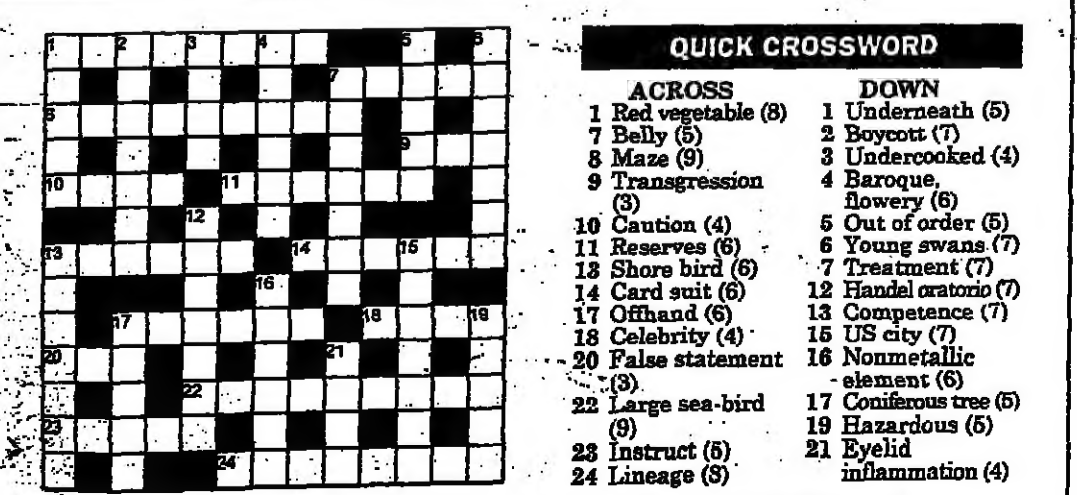 1 2 3 4 5 6
7
8
9
10 11
12
13 14 15
16
17 18 19
20 21
22
23
24
QUICK CROSSWORD
ACROSS
1 Red vegetable (8)
7 Belly (5)
8 Maze (9)
9 Transgression
(3)
10 Caution (4)
11 Reserves (6)
13 Shore bird (6)
14 Card suit (6)
17 Offhand (6)
18 Celebrity (4)
20 False statement
(3)
22 Large sea-bird
(9)
23 Instruct (5)
24 Lineage (8)
DOWN
1 Underneath (5)
2 Boycott (7)
3 Undercooked (4)
4 Baroque,
flowery (6)
5 Out of order (5)
6 Young swans (7)
7 Treatment (7)
12 Handel oratorio (7)
13 Competence (7)
15 US city (7)
16 Nonmetallic
element (6)
17 Coniferous tree (5)
19 Hazardous (5)
21 Eyelid
inflammation (4)